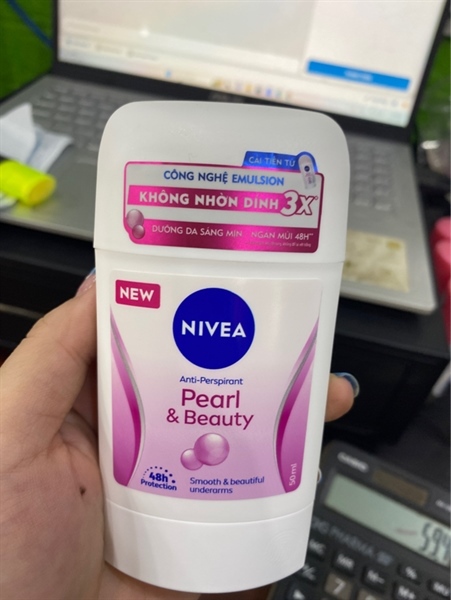 CẢI TIẾN TỪ
CÔNG NGHỆ EMULSION
KHÔNG NHỜN DÍNH 3X*
DƯỠNG DA SÁNG MỊN NGĂN MÙI 48H**
NEW
NIVEA
Anti-Perspirant
Pearl
& Beauty
48h
Protection
Smooth & beautiful
underarms
50 ml
CASIO